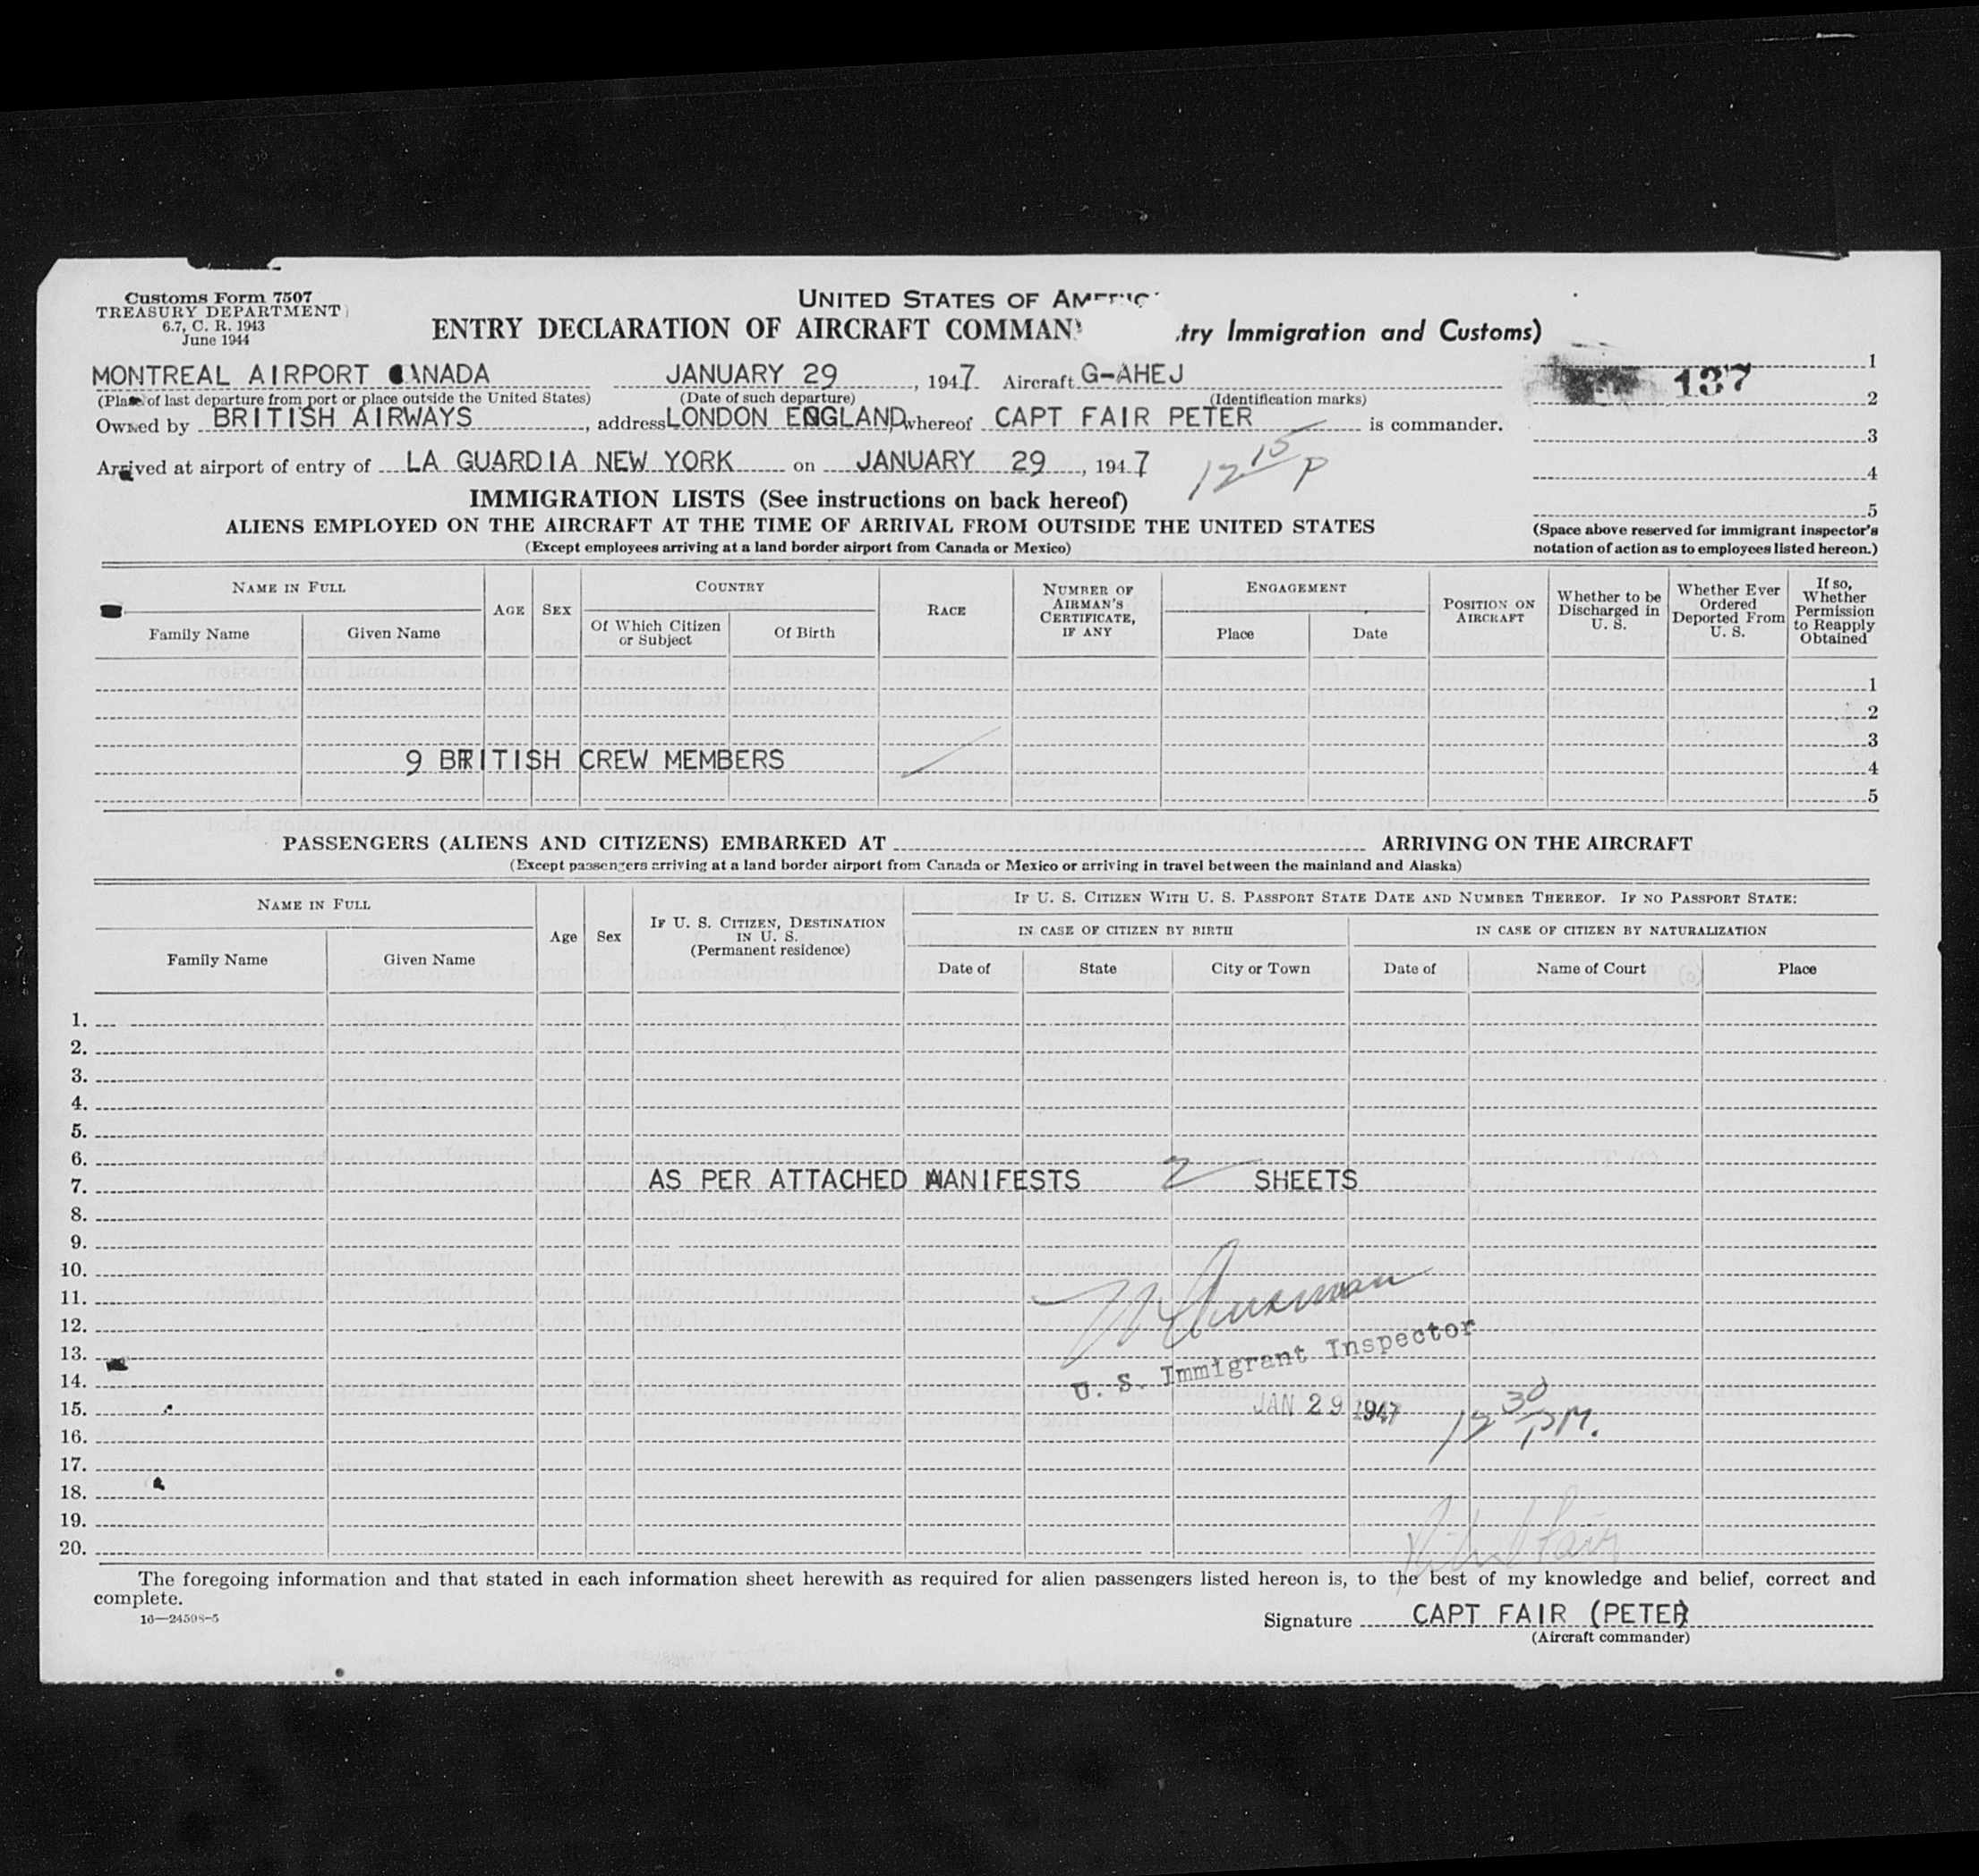 Customs Form 7507
TREASURY DEPARTMENT
6.7, C. R. 1943
June 1944
UNITED STATES OF AMERIC
ENTRY DECLARATION OF AIRCRAFT COMMAN try Immigration and Customs)
MONTREAL AIRPORT CANADA JANUARY 29, 1947 Aircraft G-AHEJ
(Place of last departure from port or place outside the United States) (Date of such departure) (Identification marks)
Owned by BRITISH AIRWAYS, address LONDON ENGLAND, whereof CAPT FAIR PETER is commander.
Arrived at airport of entry of LA GUARDIA NEW YORK on JANUARY 29, 1947 12 15 P
137
1
2
3
4
5
(Space above reserved for immigrant inspector's
notation of action as to employees listed hereon.)
IMMIGRATION LISTS (See instructions on back hereof)
ALIENS EMPLOYED ON THE AIRCRAFT AT THE TIME OF ARRIVAL FROM OUTSIDE THE UNITED STATES
(Except employees arriving at a land border airport from Canada or Mexico)
NAME IN FULL
Family Name
Given Name
AGE
SEX
COUNTRY
Of Which Citizen
or Subject
Of Birth
RACE
NUMBER OF
AIRMAN'S
CERTIFICATE,
IF ANY
ENGAGEMENT
Place
Date
POSITION ON
AIRCRAFT
Whether to be
Discharged in
U. S.
Whether Ever
Ordered
Deported From
U. S.
If so,
Whether
Permission
to Reapply
Obtained
1
2
3
9 BRITISH CREW MEMBERS 4
5
PASSENGERS (ALIENS AND CITIZENS) EMBARKED AT ARRIVING ON THE AIRCRAFT
(Except passengers arriving at a land border airport from Canada or Mexico or arriving in travel between the mainland and Alaska)
NAME IN FULL
Family Name
Given Name
Age
Sex
IF U. S. CITIZEN, DESTINATION
IN U. S.
(Permanent residence)
IF U. S. CITIZEN WITH U. S. PASSPORT STATE DATE AND NUMBER THEREOF. IF NO PASSPORT STATE:
IN CASE OF CITIZEN BY BIRTH
IN CASE OF CITIZEN BY NATURALIZATION
Date of
State
City or Town
Date of
Name of Court
Place
1.
2.
3.
4.
5.
6.
7. AS PER ATTACHED MANIFESTS 2 SHEETS
8.
9.
10.
11.
12.
13.
14. U. S. Immigrant Inspector
15. JAN 29 1947 12 30 P.M.
16.
17.
18.
19.
20.
The foregoing information and that stated in each information sheet herewith as required for alien passengers listed hereon is, to the best of my knowledge and belief, correct and
complete.
16—24598-5
Signature CAPT FAIR (PETER)
(Aircraft commander)